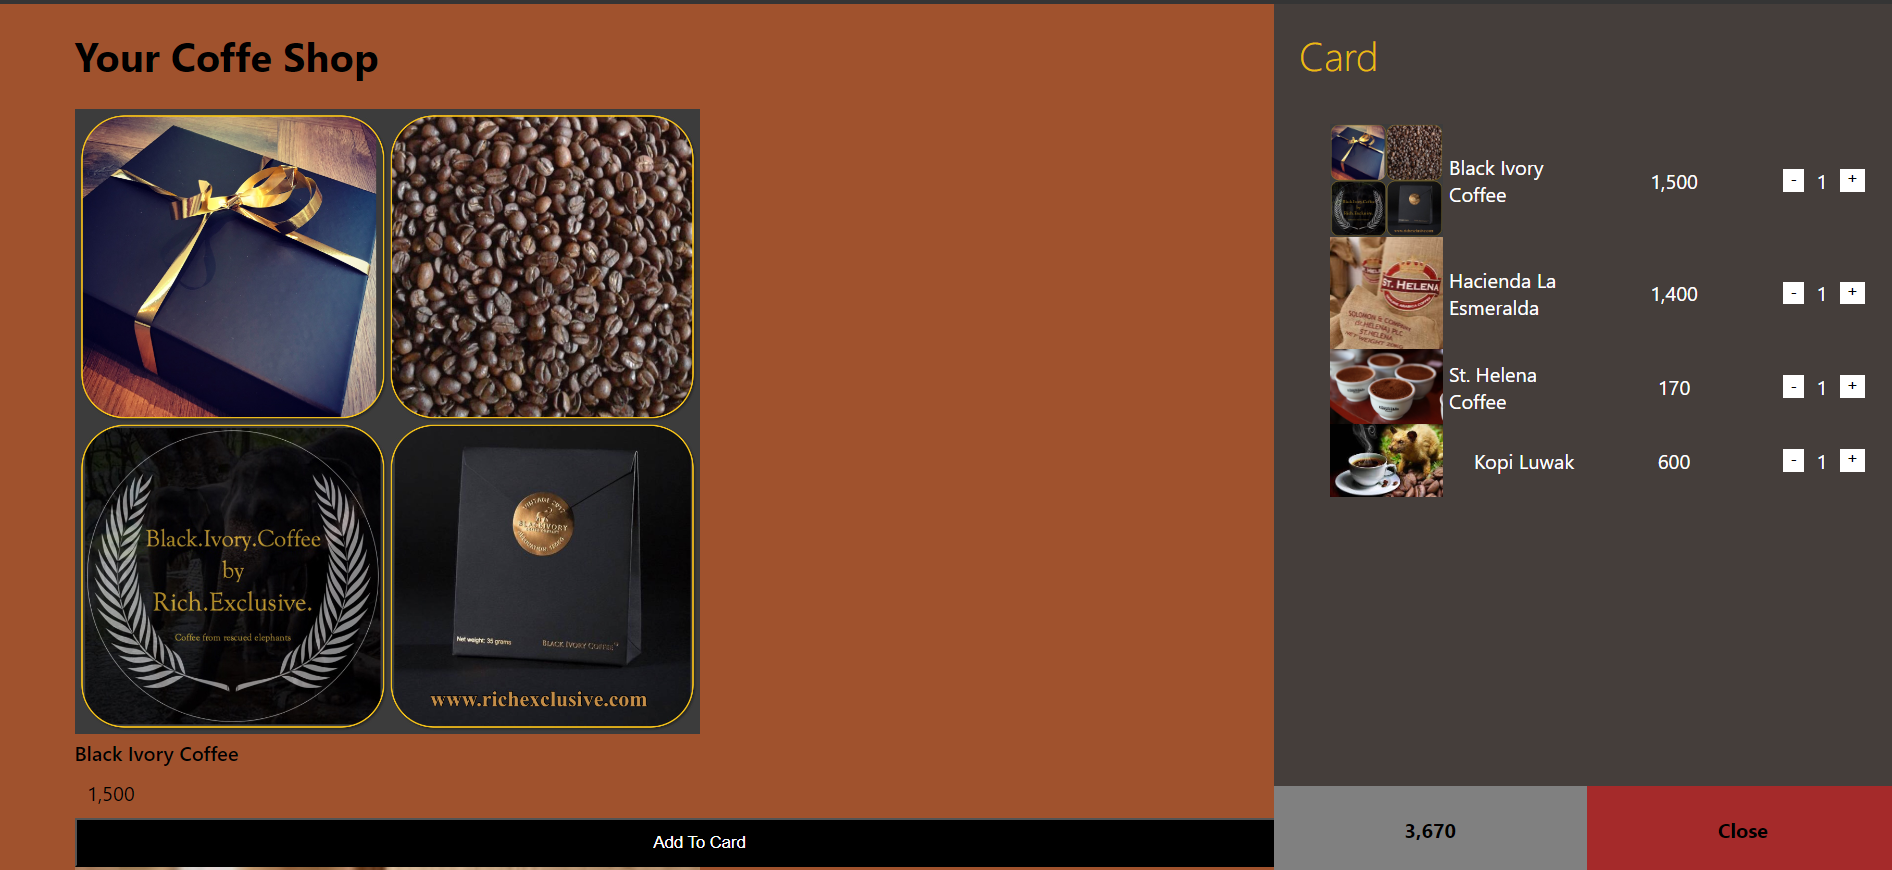 Your Coffe Shop
Black.Ivory.Coffee
by
Rich.Exclusive.
Coffee from rescued elephants
Net weight: 35 grams
BLACK IVORY COFFEE
www.richexclusive.com
Black Ivory Coffee
1,500
Add To Card
Card
Black Ivory
Coffee
1,500
-
1
+
ST. HELENA
Hacienda La
Esmeralda
1,400
-
1
+
St. Helena
Coffee
170
-
1
+
Kopi Luwak
600
-
1
+
3,670
Close